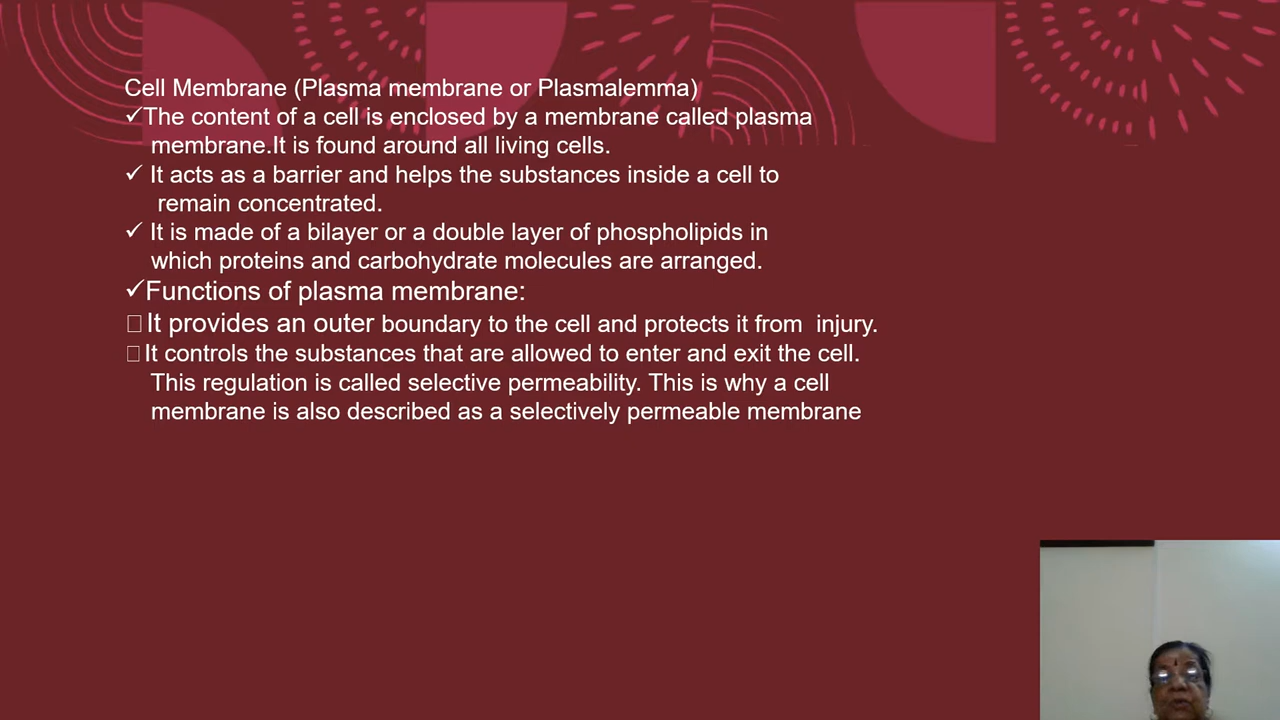 Cell Membrane (Plasma membrane or Plasmalemma)
✓The content of a cell is enclosed by a membrane called plasma
membrane.It is found around all living cells.
✓ It acts as a barrier and helps the substances inside a cell to
remain concentrated.
✓ It is made of a bilayer or a double layer of phospholipids in
which proteins and carbohydrate molecules are arranged.
✓Functions of plasma membrane:
□It provides an outer boundary to the cell and protects it from  injury.
□It controls the substances that are allowed to enter and exit the cell.
This regulation is called selective permeability. This is why a cell
membrane is also described as a selectively permeable membrane